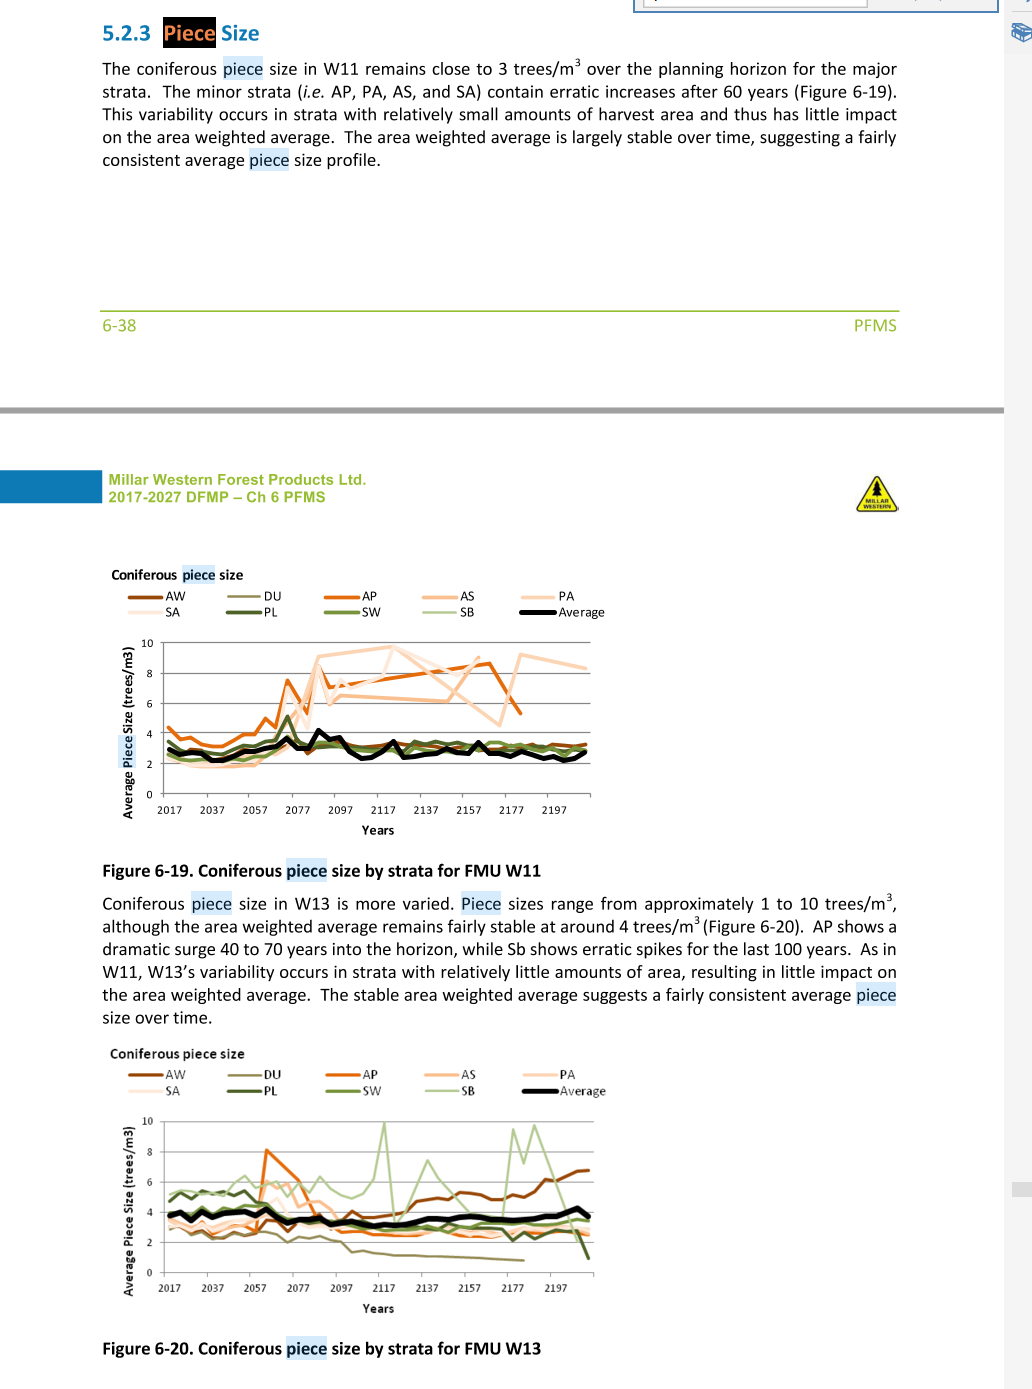 5.2.3 Piece Size
The coniferous piece size in W11 remains close to 3 trees/m³ over the planning horizon for the major
strata. The minor strata (i.e. AP, PA, AS, and SA) contain erratic increases after 60 years (Figure 6-19).
This variability occurs in strata with relatively small amounts of harvest area and thus has little impact
on the area weighted average. The area weighted average is largely stable over time, suggesting a fairly
consistent average piece size profile.
6-38 PFMS
Millar Western Forest Products Ltd.
2017-2027 DFMP – Ch 6 PFMS
MILLAR
WESTERN
Coniferous piece size
AW DU AP AS PA
SA PL SW SB Average
Average Piece Size (trees/m3)
10
8
6
4
2
0
2017 2037 2057 2077 2097 2117 2137 2157 2177 2197
Years
Figure 6-19. Coniferous piece size by strata for FMU W11
Coniferous piece size in W13 is more varied. Piece sizes range from approximately 1 to 10 trees/m³,
although the area weighted average remains fairly stable at around 4 trees/m³ (Figure 6-20). AP shows a
dramatic surge 40 to 70 years into the horizon, while Sb shows erratic spikes for the last 100 years. As in
W11, W13's variability occurs in strata with relatively little amounts of area, resulting in little impact on
the area weighted average. The stable area weighted average suggests a fairly consistent average piece
size over time.
Coniferous piece size
AW DU AP AS PA
SA PL SW SB Average
Average Piece Size (trees/m3)
10
8
6
4
2
0
2017 2037 2057 2077 2097 2117 2137 2157 2177 2197
Years
Figure 6-20. Coniferous piece size by strata for FMU W13